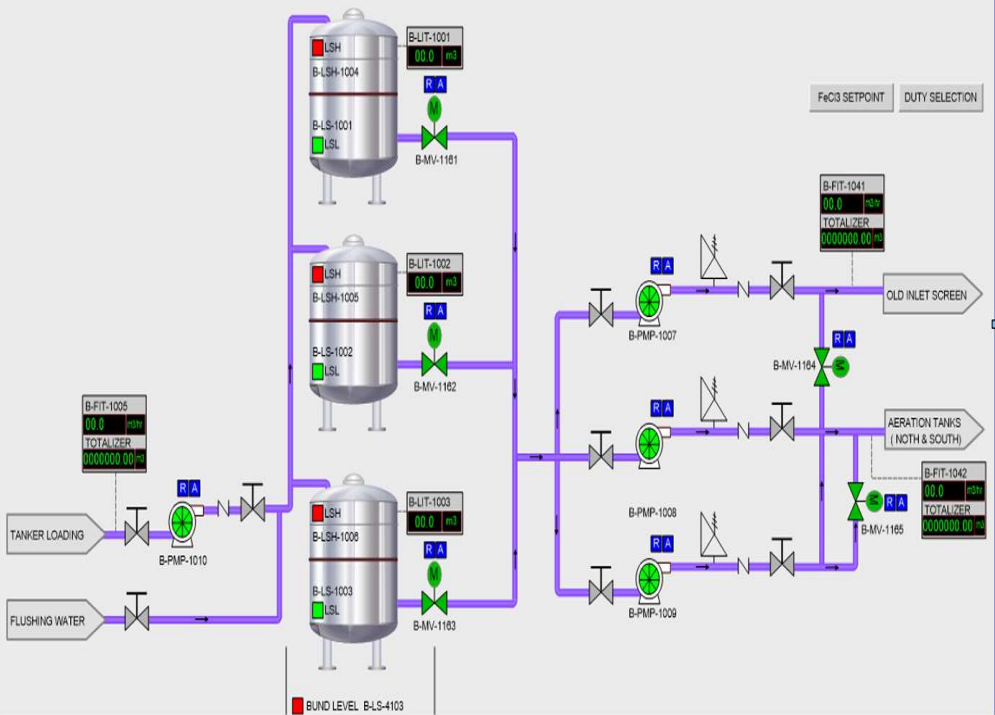 LSH
B-LSH-1004
B-LS-1001
LSL
B-LIT-1001
00.0 m3
R A
M
B-MV-1161
FeCl3 SETPOINT
DUTY SELECTION
LSH
B-LSH-1005
B-LS-1002
LSL
B-LIT-1002
00.0 m3
R A
M
B-MV-1162
B-FIT-1041
00.0 m3/hr
TOTALIZER
0000000.00 m3
R A
B-PMP-1007
OLD INLET SCREEN
B-MV-1164
R A
M
R A
AERATION TANKS
( NOTH & SOUTH)
B-FIT-1042
00.0 m3/hr
TOTALIZER
0000000.00 m3
M
R A
B-MV-1165
B-PMP-1008
R A
B-PMP-1009
B-FIT-1005
00.0 m3/hr
TOTALIZER
0000000.00 m3
R A
TANKER LOADING
B-PMP-1010
FLUSHING WATER
LSH
B-LSH-1006
B-LS-1003
LSL
B-LIT-1003
00.0 m3
R A
M
B-MV-1163
BUND LEVEL B-LS-4103